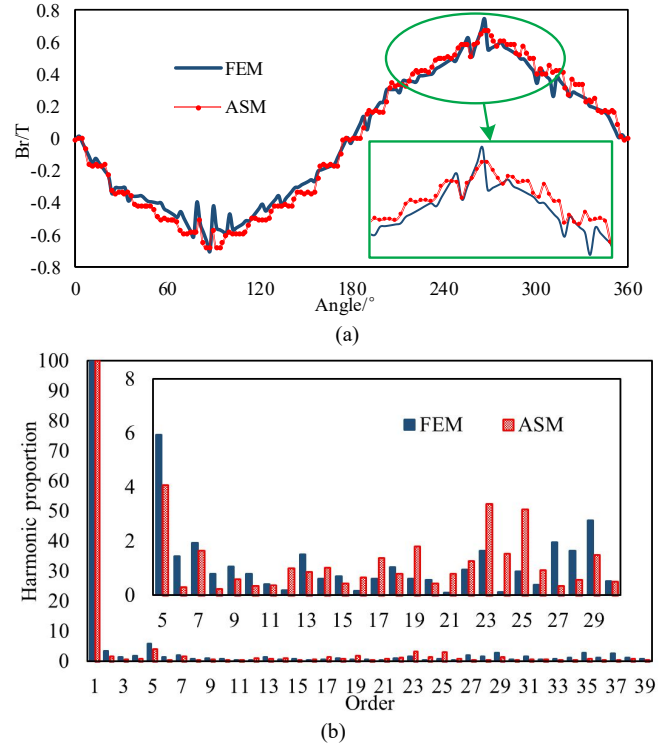 0.8
0.6
0.4
0.2
0
-0.2
-0.4
-0.6
-0.8
Br/T
FEM
ASM
0 60 120 180 240 300 360
Angle/°
(a)
100
90
80
70
60
50
40
30
20
10
0
Harmonic proportion
8
6
4
2
0
FEM ASM
5 7 9 11 13 15 17 19 21 23 25 27 29
1 3 5 7 9 11 13 15 17 19 21 23 25 27 29 31 33 35 37 39
Order
(b)